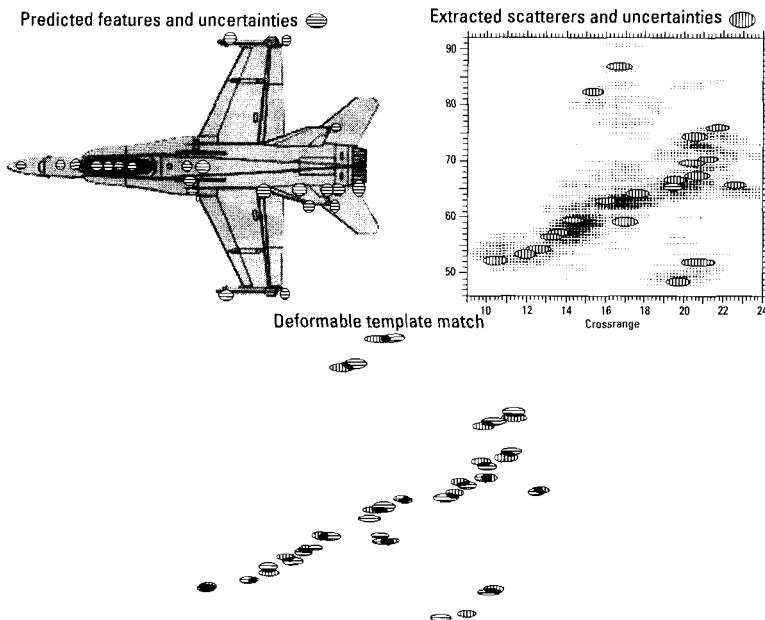 Predicted features and uncertainties
Extracted scatterers and uncertainties
90
80
70
60
50
10 12 14 16 18 20 22 24
Crossrange
Deformable template match